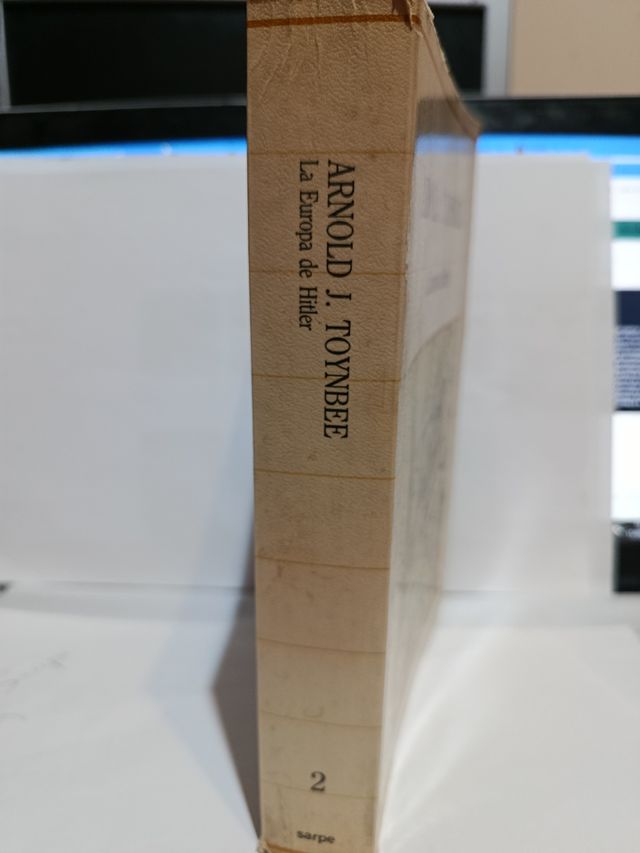 ARNOLD J. TOYNBEE
La Europa de Hitler
2
sarpe